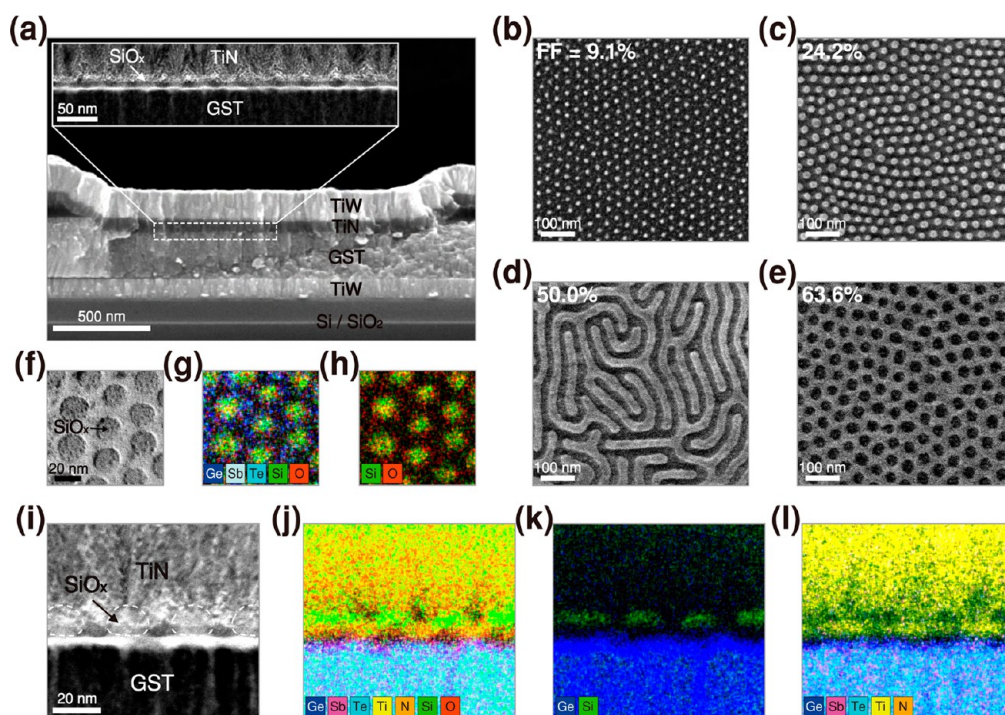 (a)
SiOx
TiN
GST
50 nm
TiW
TiN
GST
TiW
500 nm
Si / SiO2
(b)
FF = 9.1%
100 nm
(c)
24.2%
100 nm
(d)
50.0%
100 nm
(e)
63.6%
100 nm
(f)
SiOx
20 nm
(g)
Ge Sb Te Si O
(h)
Si O
(i)
TiN
SiOx
GST
20 nm
(j)
Ge Sb Te Ti N Si O
(k)
Ge Si
(l)
Ge Sb Te Ti N